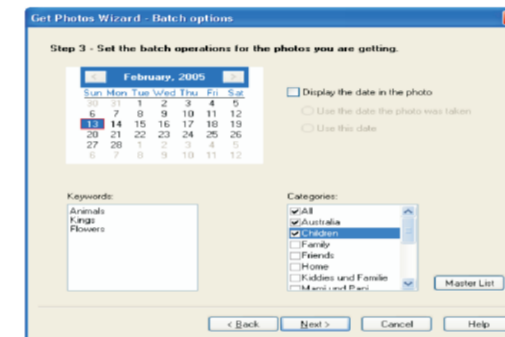 Get Photos Wizard - Batch options
Step 3 - Set the batch operations for the photos you are getting.
February, 2005
Sun Mon Tue Wed Thu Fri Sat
30 31 1 2 3 4 5
6 7 8 9 10 11 12
13 14 15 16 17 18 19
20 21 22 23 24 25 26
27 28 1 2 3 4 5
6 7 8 9 10 11 12
Display the date in the photo
Use the date the photo was taken
Use this date
Keywords:
Animals
Kings
Flowers
Categories:
All
Australia
Children
Family
Friends
Home
Kiddies und Familie
Mami und Papi
Master List
< Back
Next >
Cancel
Help